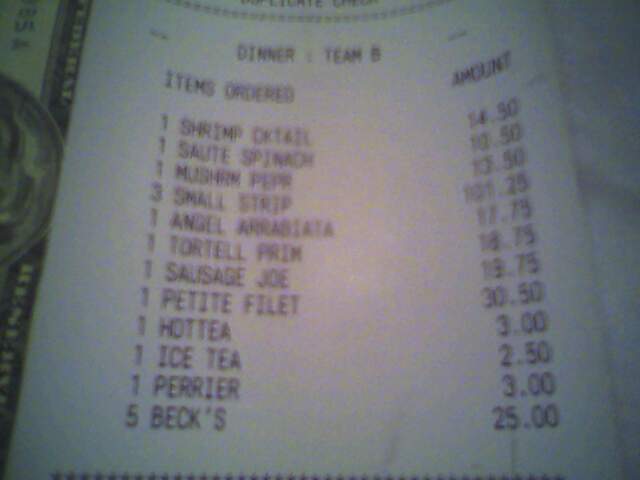 DUPLICATE CHECK
DINNER : TEAM B
ITEMS ORDERED AMOUNT
1 SHRIMP CKTAIL 14.50
1 SAUTE SPINACH 10.50
1 MUSHRM PEPR 13.50
3 SMALL STRIP 101.25
1 ANGEL ARRABIATA 17.75
1 TORTELL PRIM 18.75
1 SAUSAGE JOE 19.75
1 PETITE FILET 30.50
1 HOTTEA 3.00
1 ICE TEA 2.50
1 PERRIER 3.00
5 BECK'S 25.00